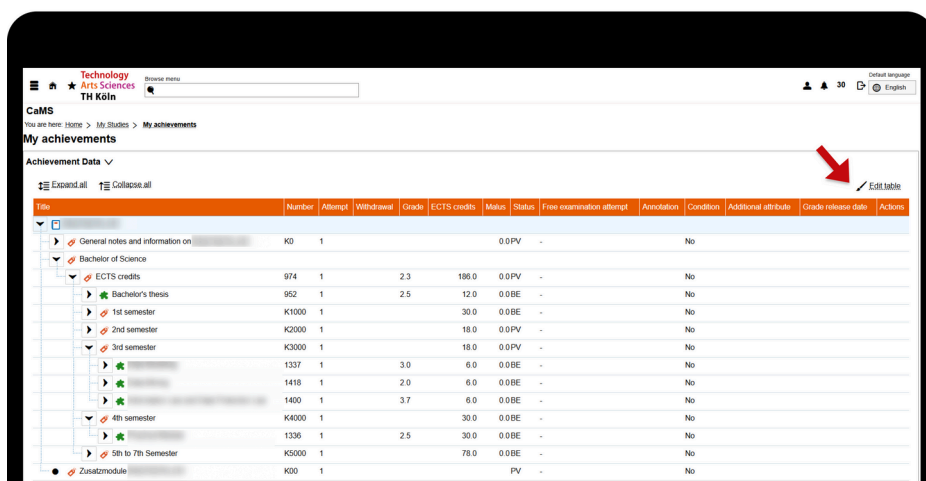 Technology
Arts Sciences
TH Köln
Browse menu
30
Default language
English
CaMS
You are here: Home > My Studies > My achievements
My achievements
Achievement Data
Expand all Collapse all
Edit table
Title Number Attempt Withdrawal Grade ECTS credits Malus Status Free examination attempt Annotation Condition Additional attribute Grade release date Actions
General notes and information on K0 1 0.0 PV - No
Bachelor of Science
ECTS credits 974 1 2.3 186.0 0.0 PV - No
Bachelor's thesis 952 1 2.5 12.0 0.0 BE - No
1st semester K1000 1 30.0 0.0 BE - No
2nd semester K2000 1 18.0 0.0 PV - No
3rd semester K3000 1 18.0 0.0 PV - No
1337 1 3.0 6.0 0.0 BE - No
1418 1 2.0 6.0 0.0 BE - No
1400 1 3.7 6.0 0.0 BE - No
4th semester K4000 1 30.0 0.0 BE - No
1336 1 2.5 30.0 0.0 BE - No
5th to 7th Semester K5000 1 78.0 0.0 BE - No
Zusatzmodule K00 1 PV - No